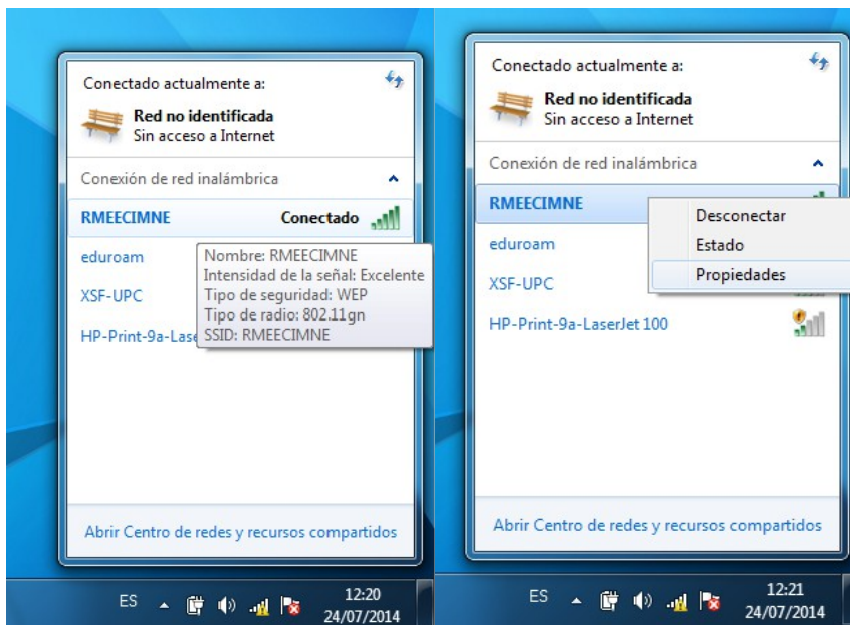 Conectado actualmente a:
Red no identificada
Sin acceso a Internet
Conexión de red inalámbrica
RMEECIMNE Conectado
eduroam
XSF-UPC
HP-Print-9a-Lase
Nombre: RMEECIMNE
Intensidad de la señal: Excelente
Tipo de seguridad: WEP
Tipo de radio: 802.11gn
SSID: RMEECIMNE
Abrir Centro de redes y recursos compartidos
ES
12:20
24/07/2014
Conectado actualmente a:
Red no identificada
Sin acceso a Internet
Conexión de red inalámbrica
RMEECIMNE
eduroam
XSF-UPC
HP-Print-9a-LaserJet 100
Desconectar
Estado
Propiedades
Abrir Centro de redes y recursos compartidos
ES
12:21
24/07/2014